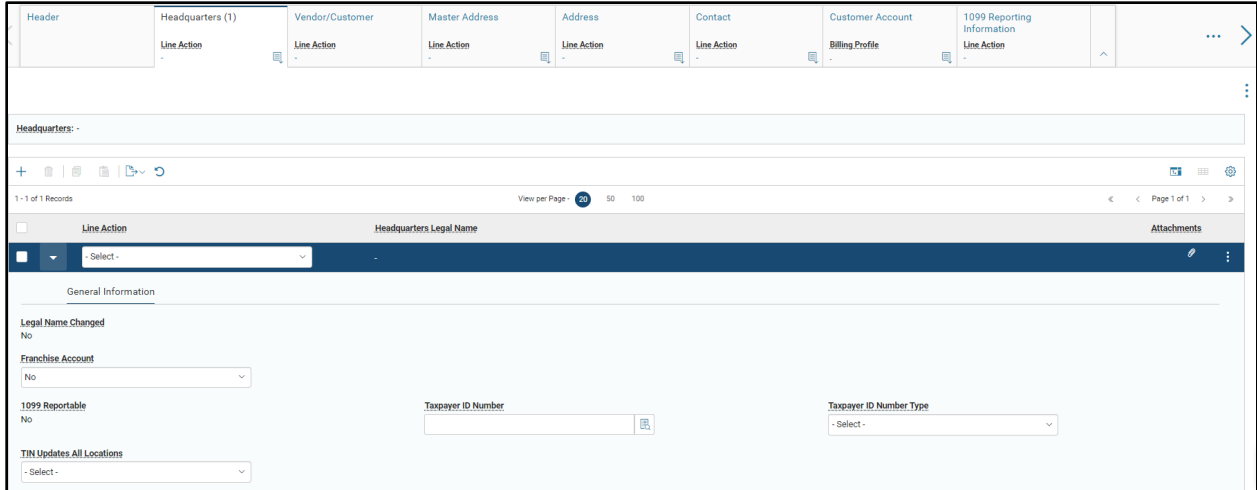 Header
Headquarters (1)
Vendor/Customer
Master Address
Address
Contact
Customer Account
1099 Reporting
Information
Line Action
Line Action
Line Action
Line Action
Line Action
Billing Profile
Line Action
-
-
-
-
-
-
-
Headquarters: -
1 - 1 of 1 Records
View per Page - 20 50 100
Page 1 of 1
Line Action
Headquarters Legal Name
Attachments
- Select -
-
General Information
Legal Name Changed
No
Franchise Account
No
1099 Reportable
Taxpayer ID Number
Taxpayer ID Number Type
No
- Select -
TIN Updates All Locations
- Select -